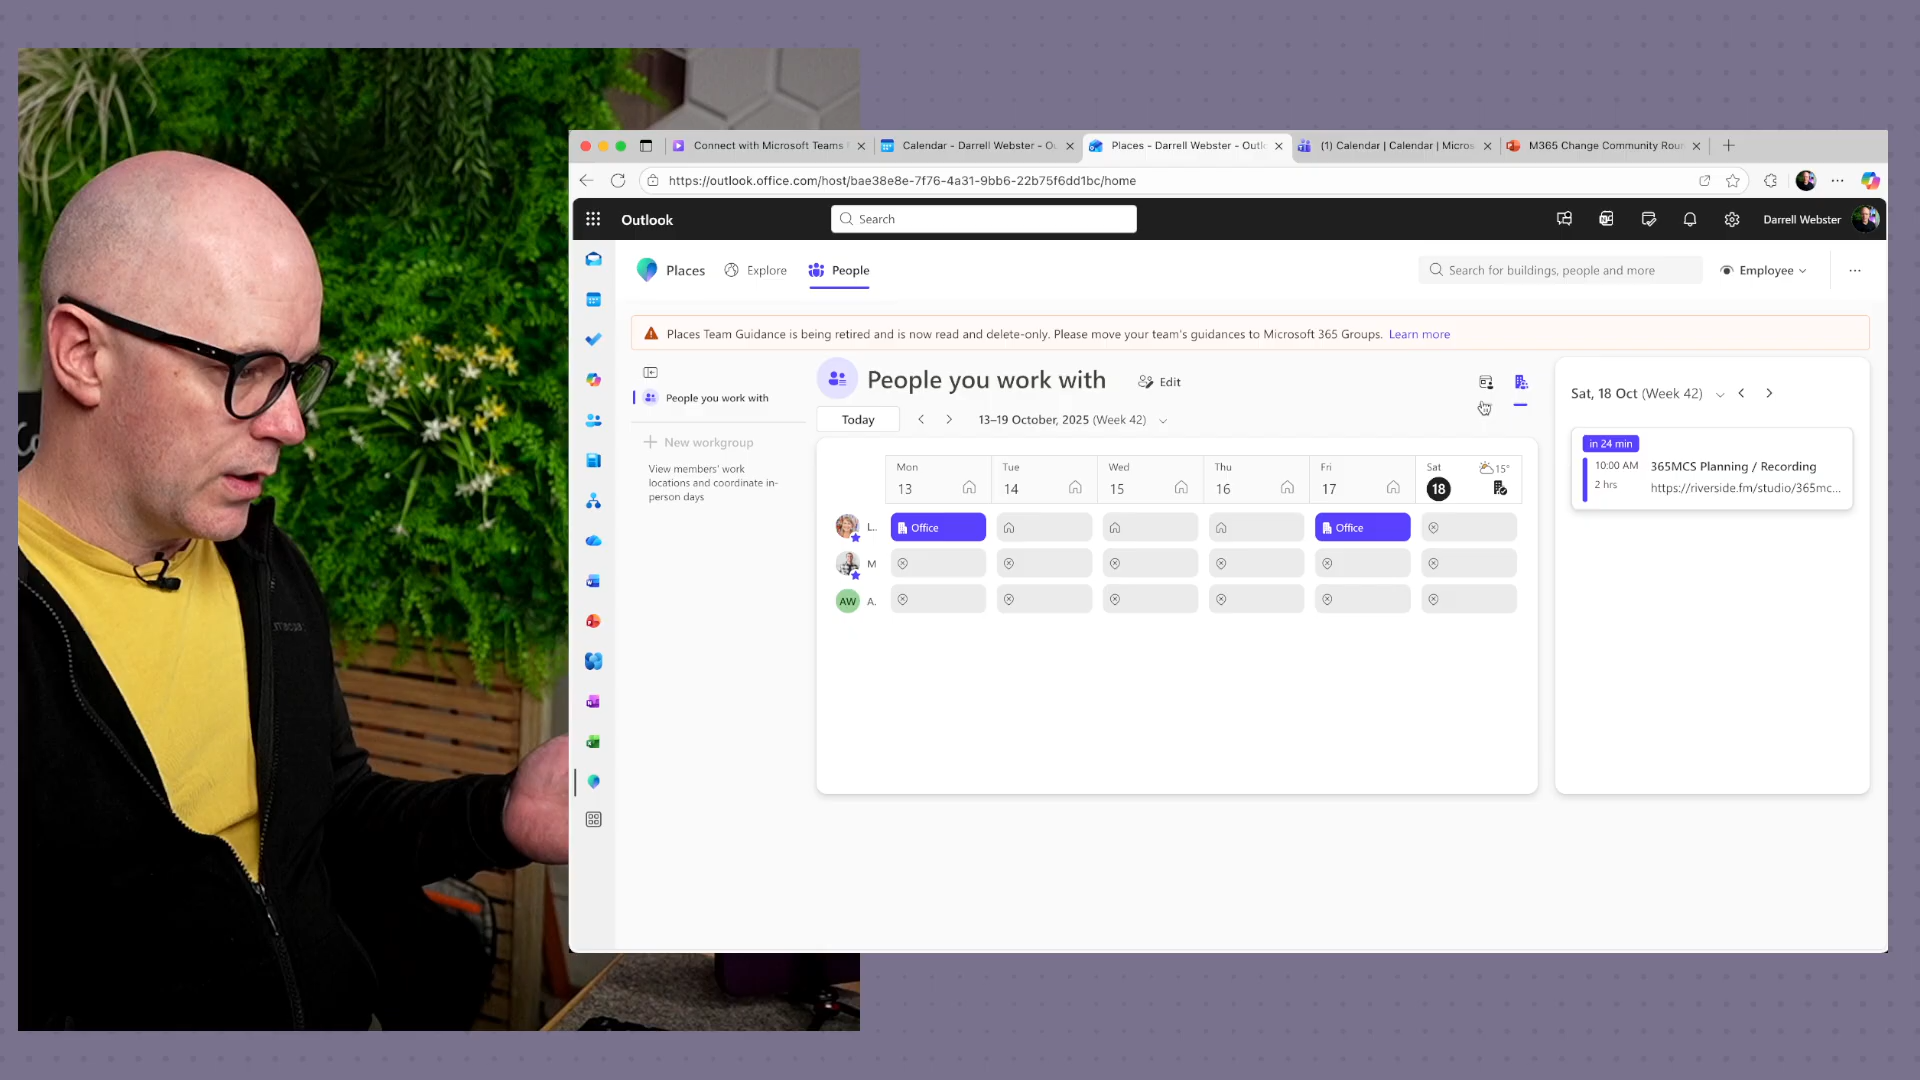 Connect with Microsoft Teams
Calendar - Darrell Webster - Ou
Places - Darrell Webster - Outlo
(1) Calendar | Calendar | Micros
M365 Change Community Rour
https://outlook.office.com/host/bae38e8e-7f76-4a31-9bb6-22b75f6dd1bc/home
Outlook
Search
Darrell Webster
Places
Explore
People
Search for buildings, people and more
Employee
Places Team Guidance is being retired and is now read and delete-only. Please move your team's guidances to Microsoft 365 Groups. Learn more
People you work with
New workgroup
View members' work
locations and coordinate in-
person days
People you work with
Edit
Today
13–19 October, 2025 (Week 42)
Mon
13
Tue
14
Wed
15
Thu
16
Fri
17
Sat
15°
18
L..
Office
Office
M
AW
A.
Sat, 18 Oct (Week 42)
in 24 min
10:00 AM
2 hrs
365MCS Planning / Recording
https://riverside.fm/studio/365mc...